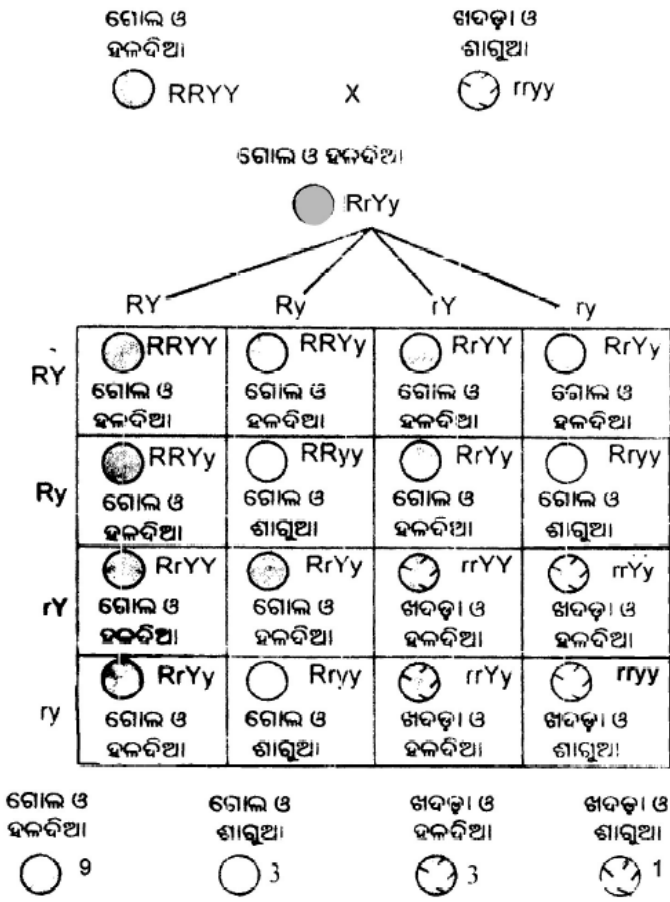 ଗୋଲ ଓ ଖଦଡ଼ା ଓ
ହଳଦିଆ ଶାଗୁଆ
RRYY X rryy
ଗୋଲ ଓ ହଳଦିଆ
RrYy
RY Ry rY ry
RY RRYY RRYy RrYY RrYy
ଗୋଲ ଓ ଗୋଲ ଓ ଗୋଲ ଓ ଗୋଲ ଓ
ହଳଦିଆ ହଳଦିଆ ହଳଦିଆ ହଳଦିଆ
Ry RRYy RRyy RrYy Rryy
ଗୋଲ ଓ ଗୋଲ ଓ ଗୋଲ ଓ ଗୋଲ ଓ
ହଳଦିଆ ଶାଗୁଆ ହଳଦିଆ ଶାଗୁଆ
rY RrYY RrYy rrYY rrYy
ଗୋଲ ଓ ଗୋଲ ଓ ଖଦଡ଼ା ଓ ଖଦଡ଼ା ଓ
ହଳଦିଆ ହଳଦିଆ ହଳଦିଆ ହଳଦିଆ
ry RrYy Rryy rrYy rryy
ଗୋଲ ଓ ଗୋଲ ଓ ଖଦଡ଼ା ଓ ଖଦଡ଼ା ଓ
ହଳଦିଆ ଶାଗୁଆ ହଳଦିଆ ଶାଗୁଆ
ଗୋଲ ଓ ଗୋଲ ଓ ଖଦଡ଼ା ଓ ଖଦଡ଼ା ଓ
ହଳଦିଆ ଶାଗୁଆ ହଳଦିଆ ଶାଗୁଆ
9 3 3 1